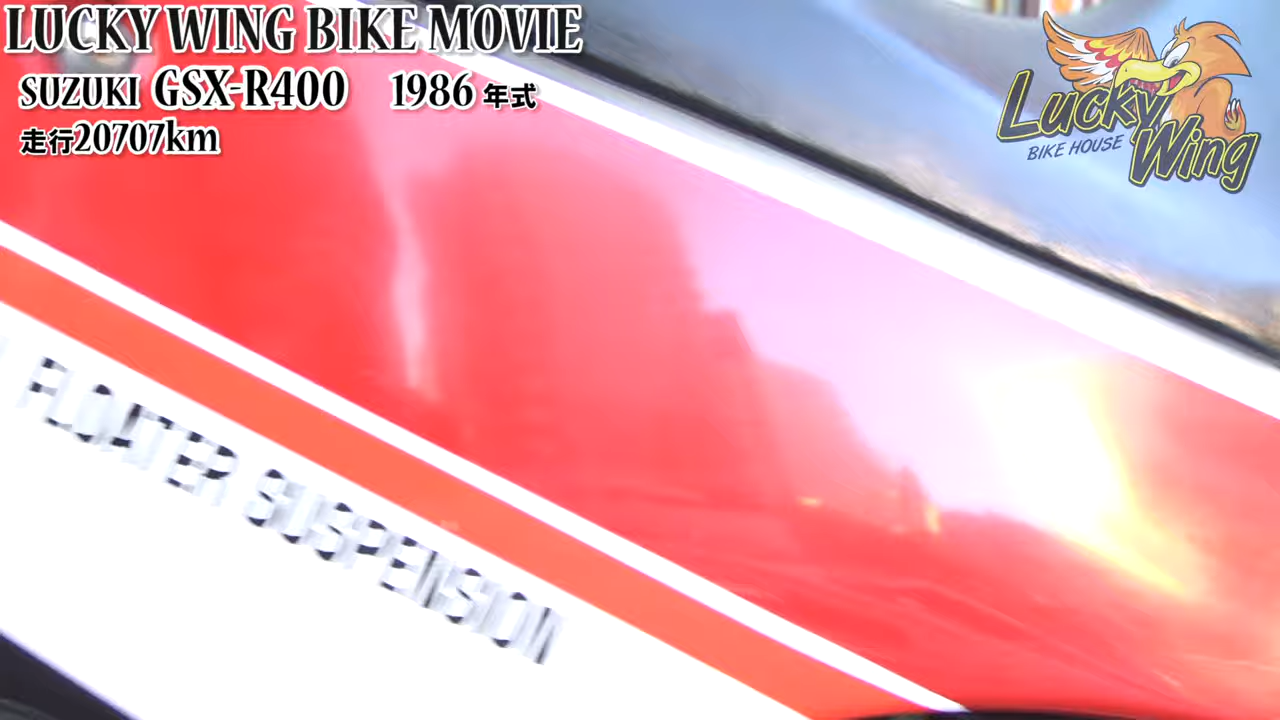 LUCKY WING BIKE MOVIE
SUZUKI GSX-R400 1986 年式
走行20707km
Lucky
BIKE HOUSE
Wing
FLOATER SUSPENSION